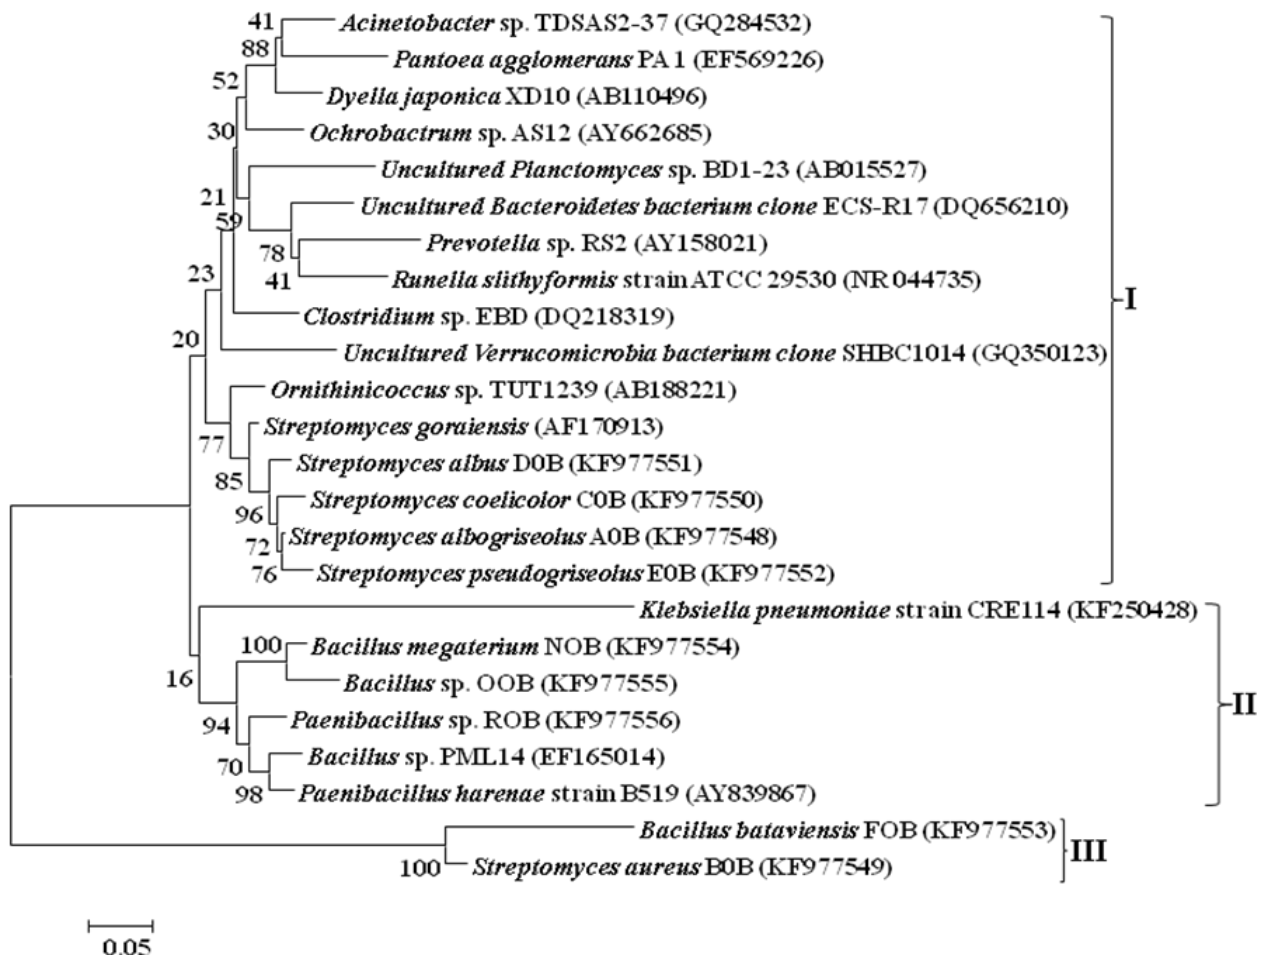 41
Acinetobacter sp. TDSAS2-37 (GQ284532)
88
Pantoea agglomerans PA 1 (EF569226)
52
Dyella japonica XD10 (AB110496)
30
Ochrobactrum sp. AS12 (AY662685)
Uncultured Planctomyces sp. BD1-23 (AB015527)
21
Uncultured Bacteroidetes bacterium clone ECS-R17 (DQ656210)
59
Prevotella sp. RS2 (AY158021)
78
41
Runella slithyformis strain ATCC 29530 (NR 044735)
23
I
Clostridium sp. EBD (DQ218319)
20
Uncultured Verrucomicrobia bacterium clone SHBC1014 (GQ350123)
Ornithinicoccus sp. TUT1239 (AB188221)
Streptomyces goraiensis (AF170913)
77
Streptomyces albus D0B (KF977551)
85
Streptomyces coelicolor C0B (KF977550)
96
Streptomyces albogriseolus A0B (KF977548)
72
Streptomyces pseudogriseolus E0B (KF977552)
76
Klebsiella pneumoniae strain CRE114 (KF250428)
100
Bacillus megaterium NOB (KF977554)
16
Bacillus sp. OOB (KF977555)
II
Paenibacillus sp. ROB (KF977556)
94
Bacillus sp. PML14 (EF165014)
70
98
Paenibacillus harenae strain B519 (AY839867)
Bacillus bataviensis FOB (KF977553)
III
100
Streptomyces aureus B0B (KF977549)
0.05